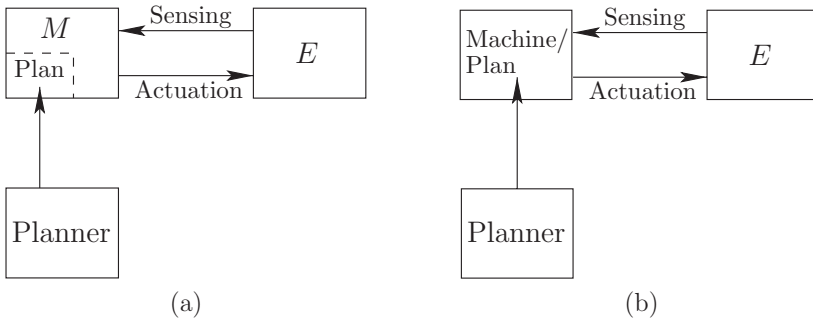 M
Plan
Sensing
Actuation
E
Planner
(a)
Machine/
Plan
Sensing
Actuation
E
Planner
(b)